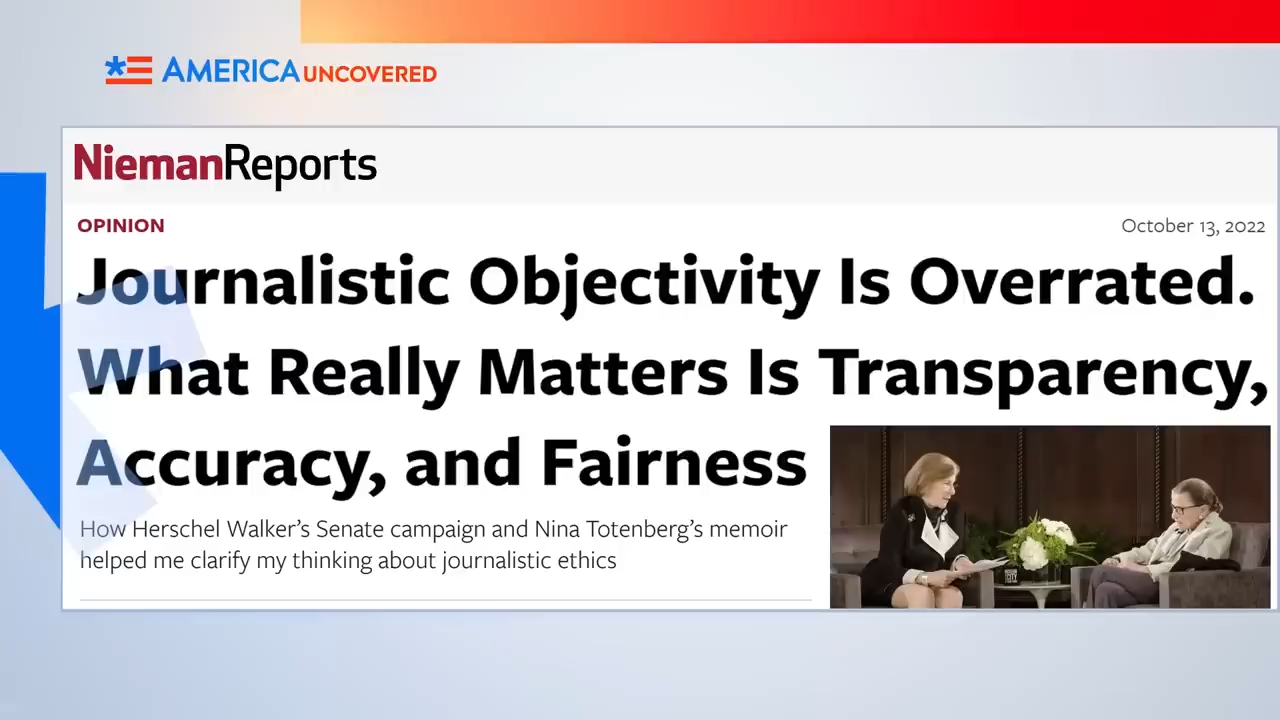 AMERICA UNCOVERED
NiemanReports
OPINION
October 13, 2022
Journalistic Objectivity Is Overrated.
What Really Matters Is Transparency,
Accuracy, and Fairness
How Herschel Walker's Senate campaign and Nina Totenberg's memoir
helped me clarify my thinking about journalistic ethics